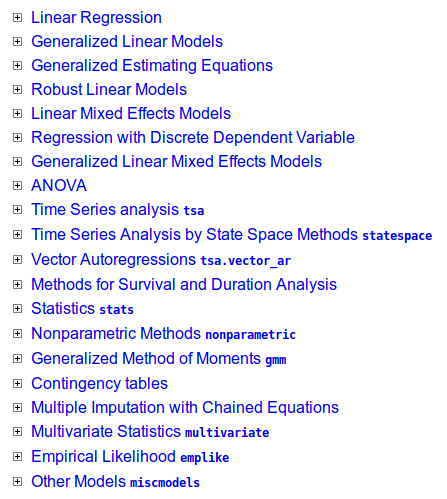 Linear Regression
Generalized Linear Models
Generalized Estimating Equations
Robust Linear Models
Linear Mixed Effects Models
Regression with Discrete Dependent Variable
Generalized Linear Mixed Effects Models
ANOVA
Time Series analysis tsa
Time Series Analysis by State Space Methods statespace
Vector Autoregressions tsa.vector_ar
Methods for Survival and Duration Analysis
Statistics stats
Nonparametric Methods nonparametric
Generalized Method of Moments gmm
Contingency tables
Multiple Imputation with Chained Equations
Multivariate Statistics multivariate
Empirical Likelihood emplike
Other Models miscmodels